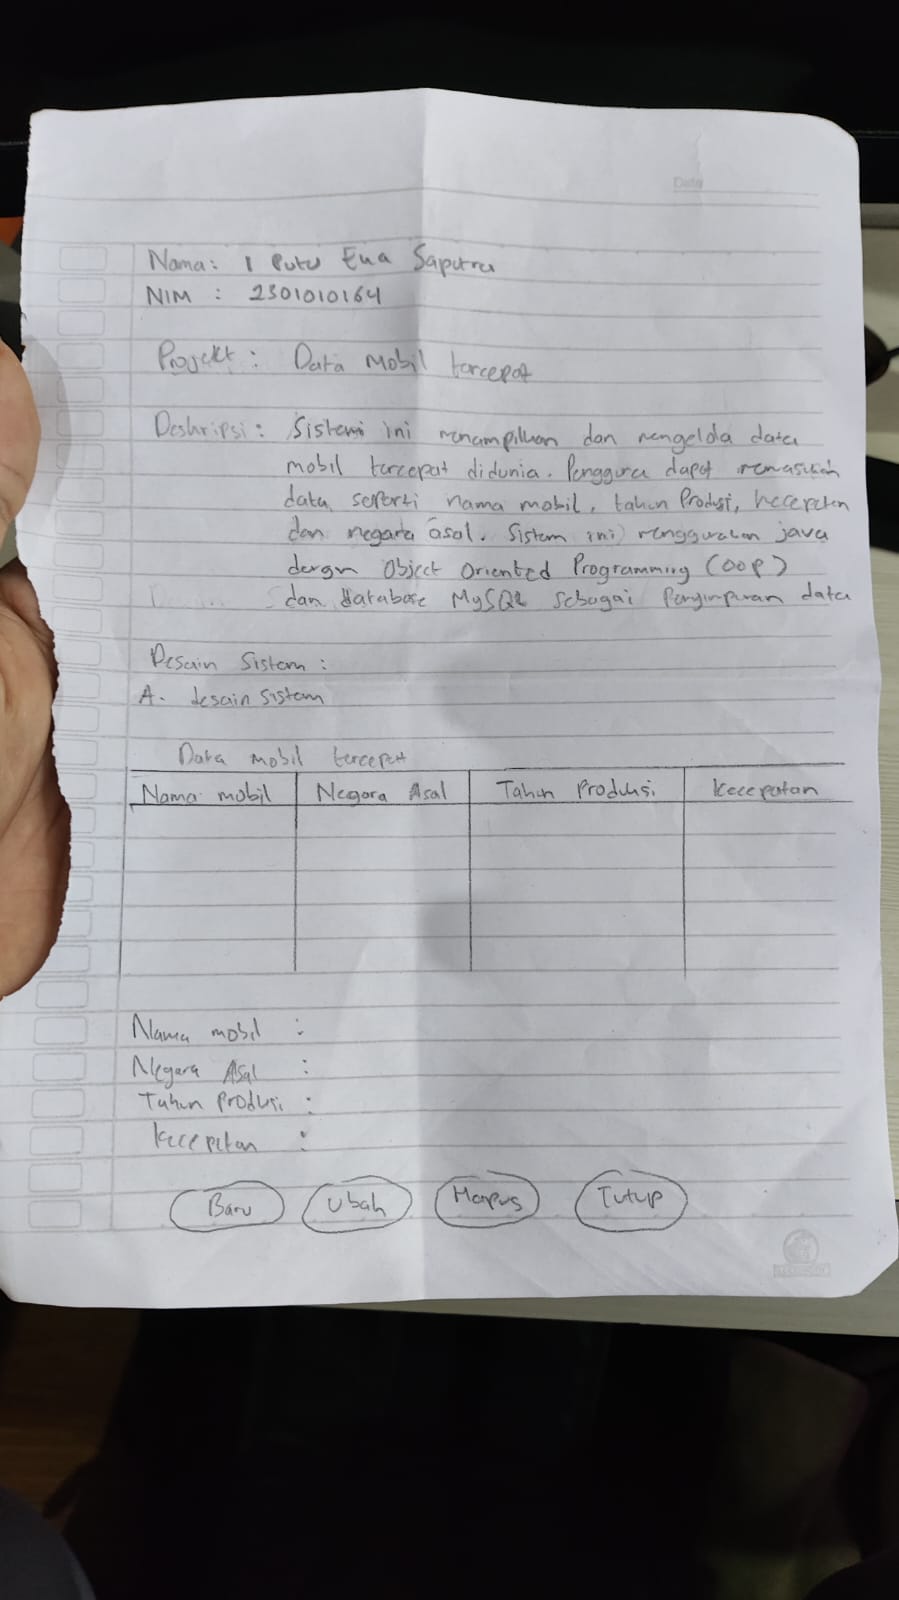 Date
Nama: I Putu Eka Saputra
NIM : 2301010164
Projekt : Data Mobil tercepat
Deskripsi : Sistem ini menampilkan dan mengelola data
mobil tercepat didunia. Pengguna dapat memasukan
data seperti nama mobil, tahun Produksi, kecepatan
dan negara asal. Sistem ini menggunakan java
dengan Object Oriented Programming (OOP)
dan database MySQL sebagai Penyimpanan data
Desain Sistem :
A. desain sistem
Data mobil tercepat
Nama mobil Negara Asal Tahun Produksi Kecepatan
Nama mobil :
Negara Asal :
Tahun Produksi :
Kecepatan :
Baru Ubah Hapus Tutup